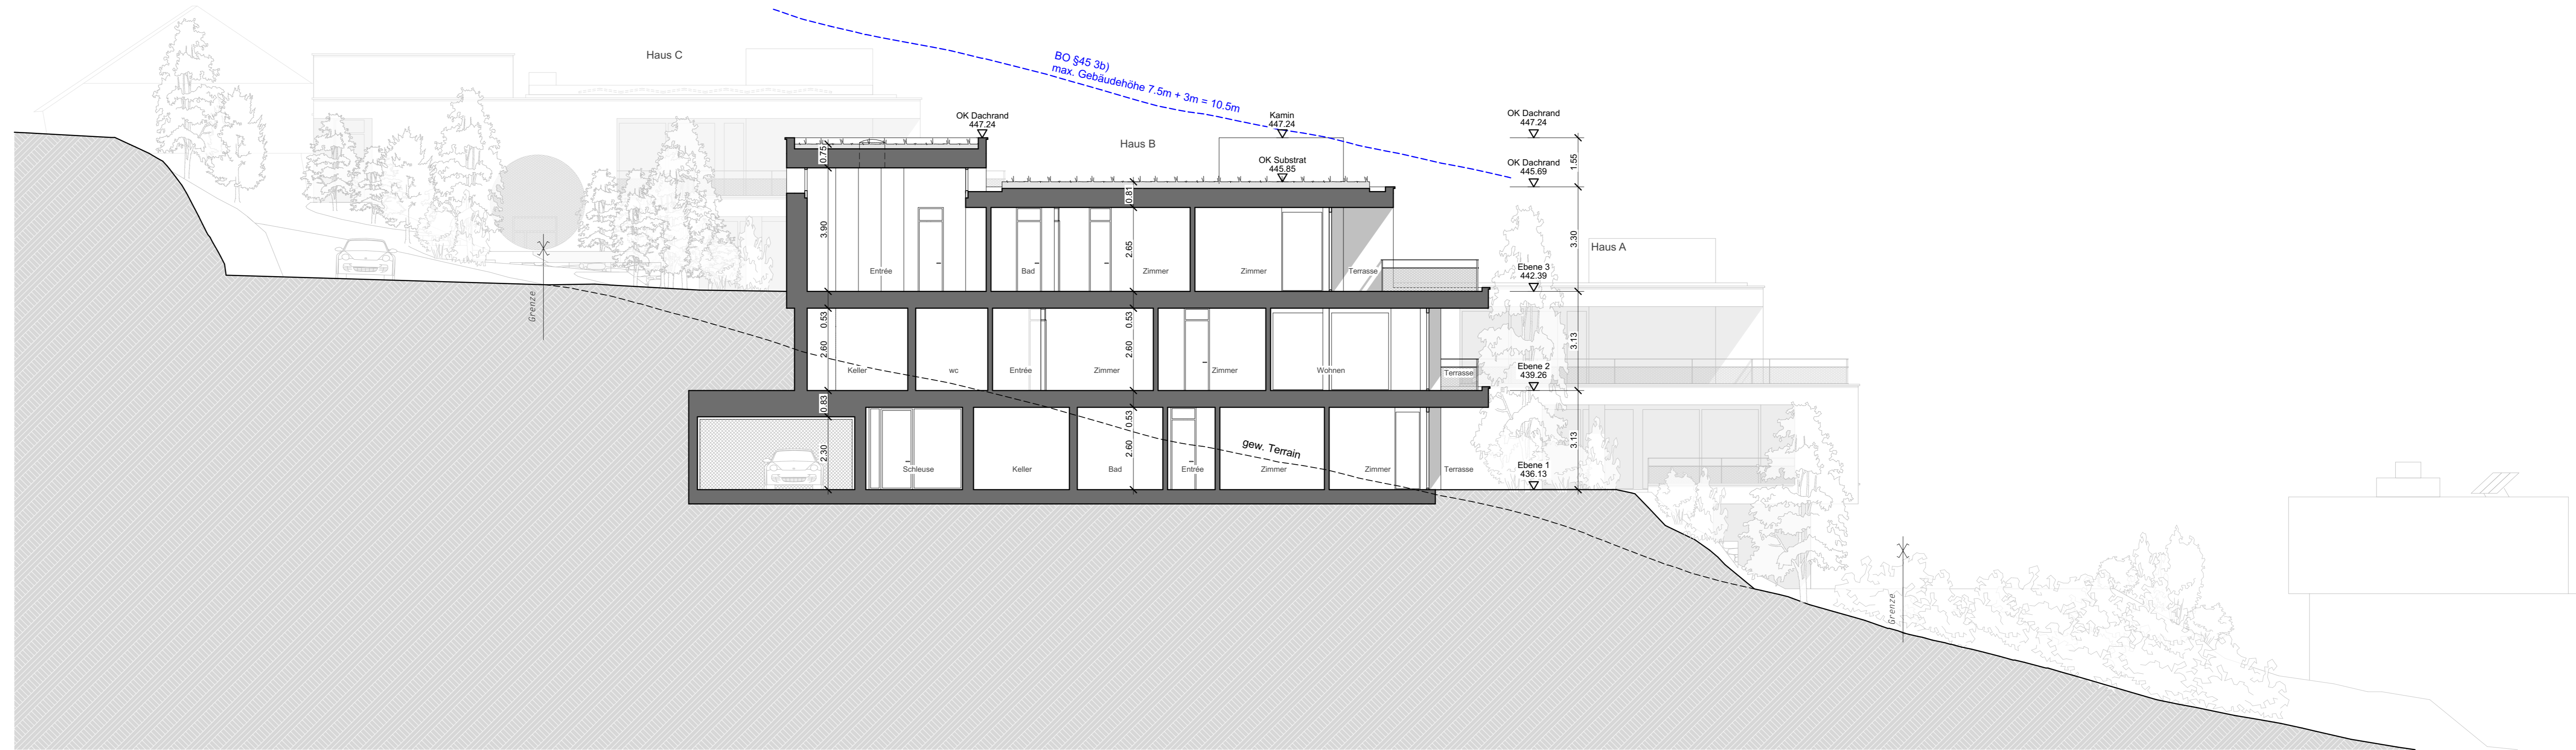 Haus C
BO §45 3b)
max. Gebäudehöhe 7.5m + 3m = 10.5m
OK Dachrand
447.24
Kamin
447.24
OK Dachrand
447.24
Haus B
OK Substrat
445.85
OK Dachrand
445.69
0.75
1.55
0.81
3.90
2.65
3.30
Haus A
Entrée
Bad
Zimmer
Zimmer
Terrasse
Ebene 3
442.39
Grenze
0.53
0.53
2.60
2.60
3.13
Keller
wc
Entrée
Zimmer
Zimmer
Wohnen
Terrasse
Ebene 2
439.26
0.83
0.53
2.30
2.60
3.13
gew. Terrain
Schleuse
Keller
Bad
Entrée
Zimmer
Zimmer
Terrasse
Ebene 1
436.13
Grenze